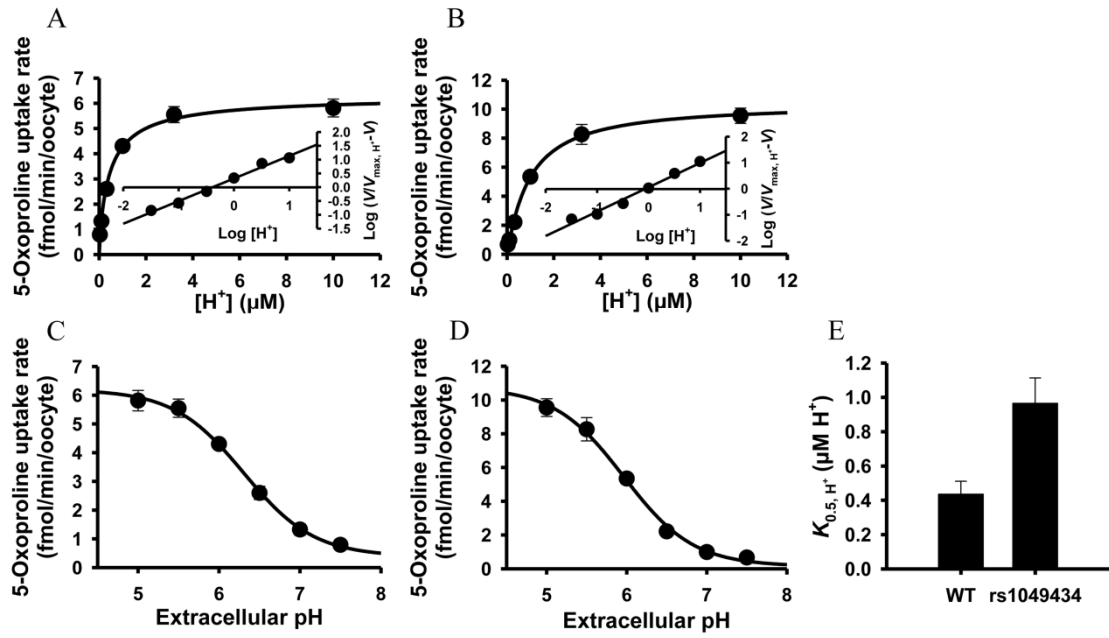 A
5-Oxoproline uptake rate
(fmol/min/oocyte)
7
6
5
4
3
2
1
0
0 2 4 6 8 10 12
[H⁺] (μM)
2.0
1.5
1.0
0.5
0.0
-0.5
-1.0
-1.5
-2 -1 0 1
Log [H⁺]
Log (V/Vmax, H⁺-V)
B
5-Oxoproline uptake rate
(fmol/min/oocyte)
12
10
8
6
4
2
0
0 2 4 6 8 10 12
[H⁺] (μM)
2
1
0
-1
-2
-2 -1 0 1
Log [H⁺]
Log (V/Vmax, H⁺-V)
C
5-Oxoproline uptake rate
(fmol/min/oocyte)
7
6
5
4
3
2
1
0
5 6 7 8
Extracellular pH
D
5-Oxoproline uptake rate
(fmol/min/oocyte)
12
10
8
6
4
2
0
5 6 7 8
Extracellular pH
E
K0.5, H⁺ (μM H⁺)
1.2
1.0
0.8
0.6
0.4
0.2
0.0
WT rs1049434